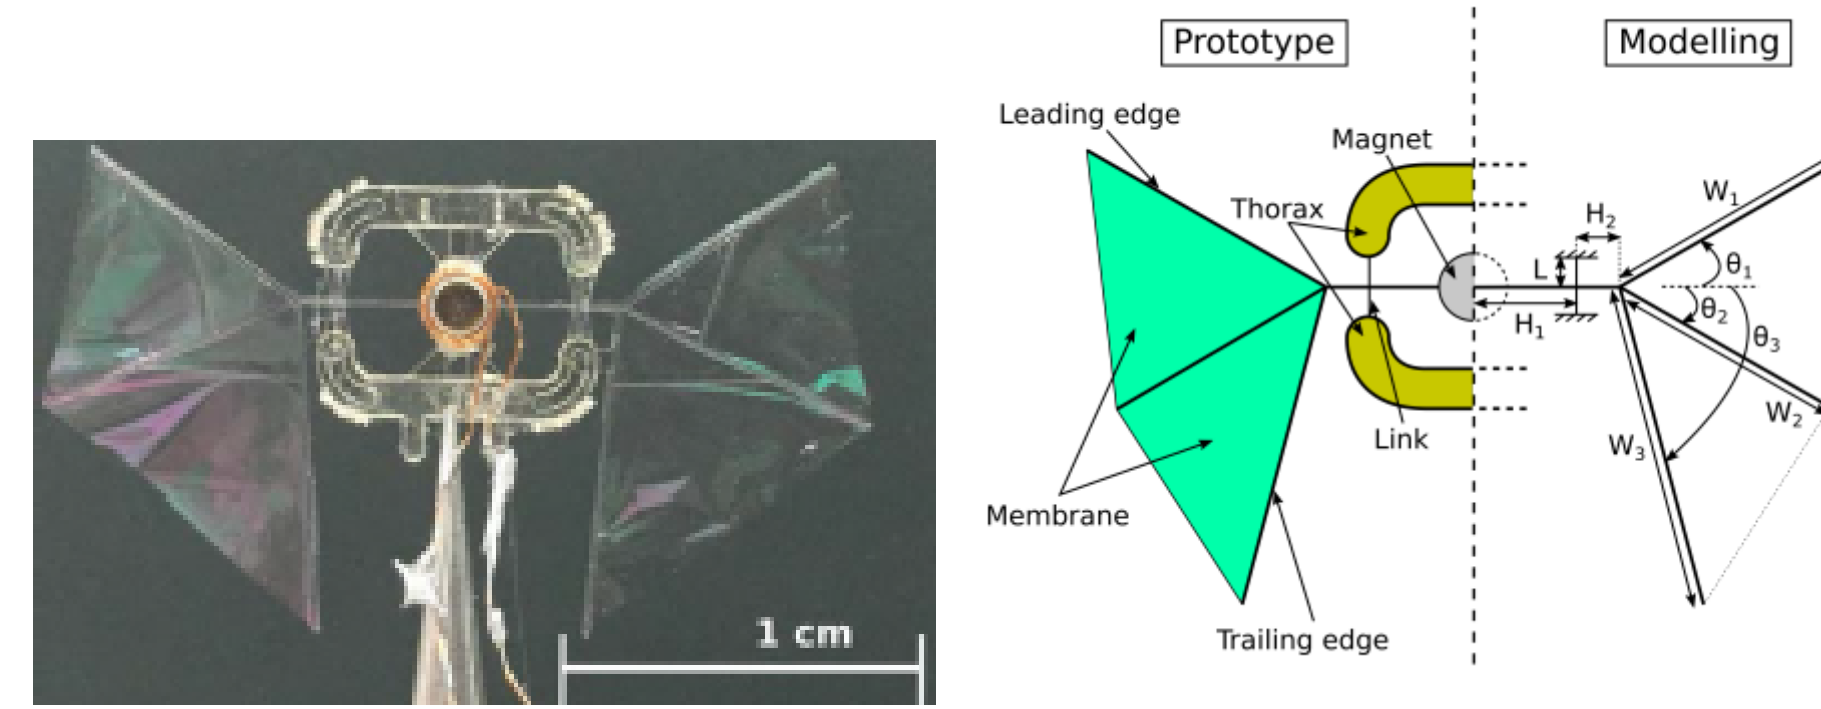 1 cm
Prototype
Modelling
Leading edge
Magnet
Thorax
Link
Membrane
Trailing edge
W₁
H₂
L
θ₁
H₁
θ₂
θ₃
W₂
W₃